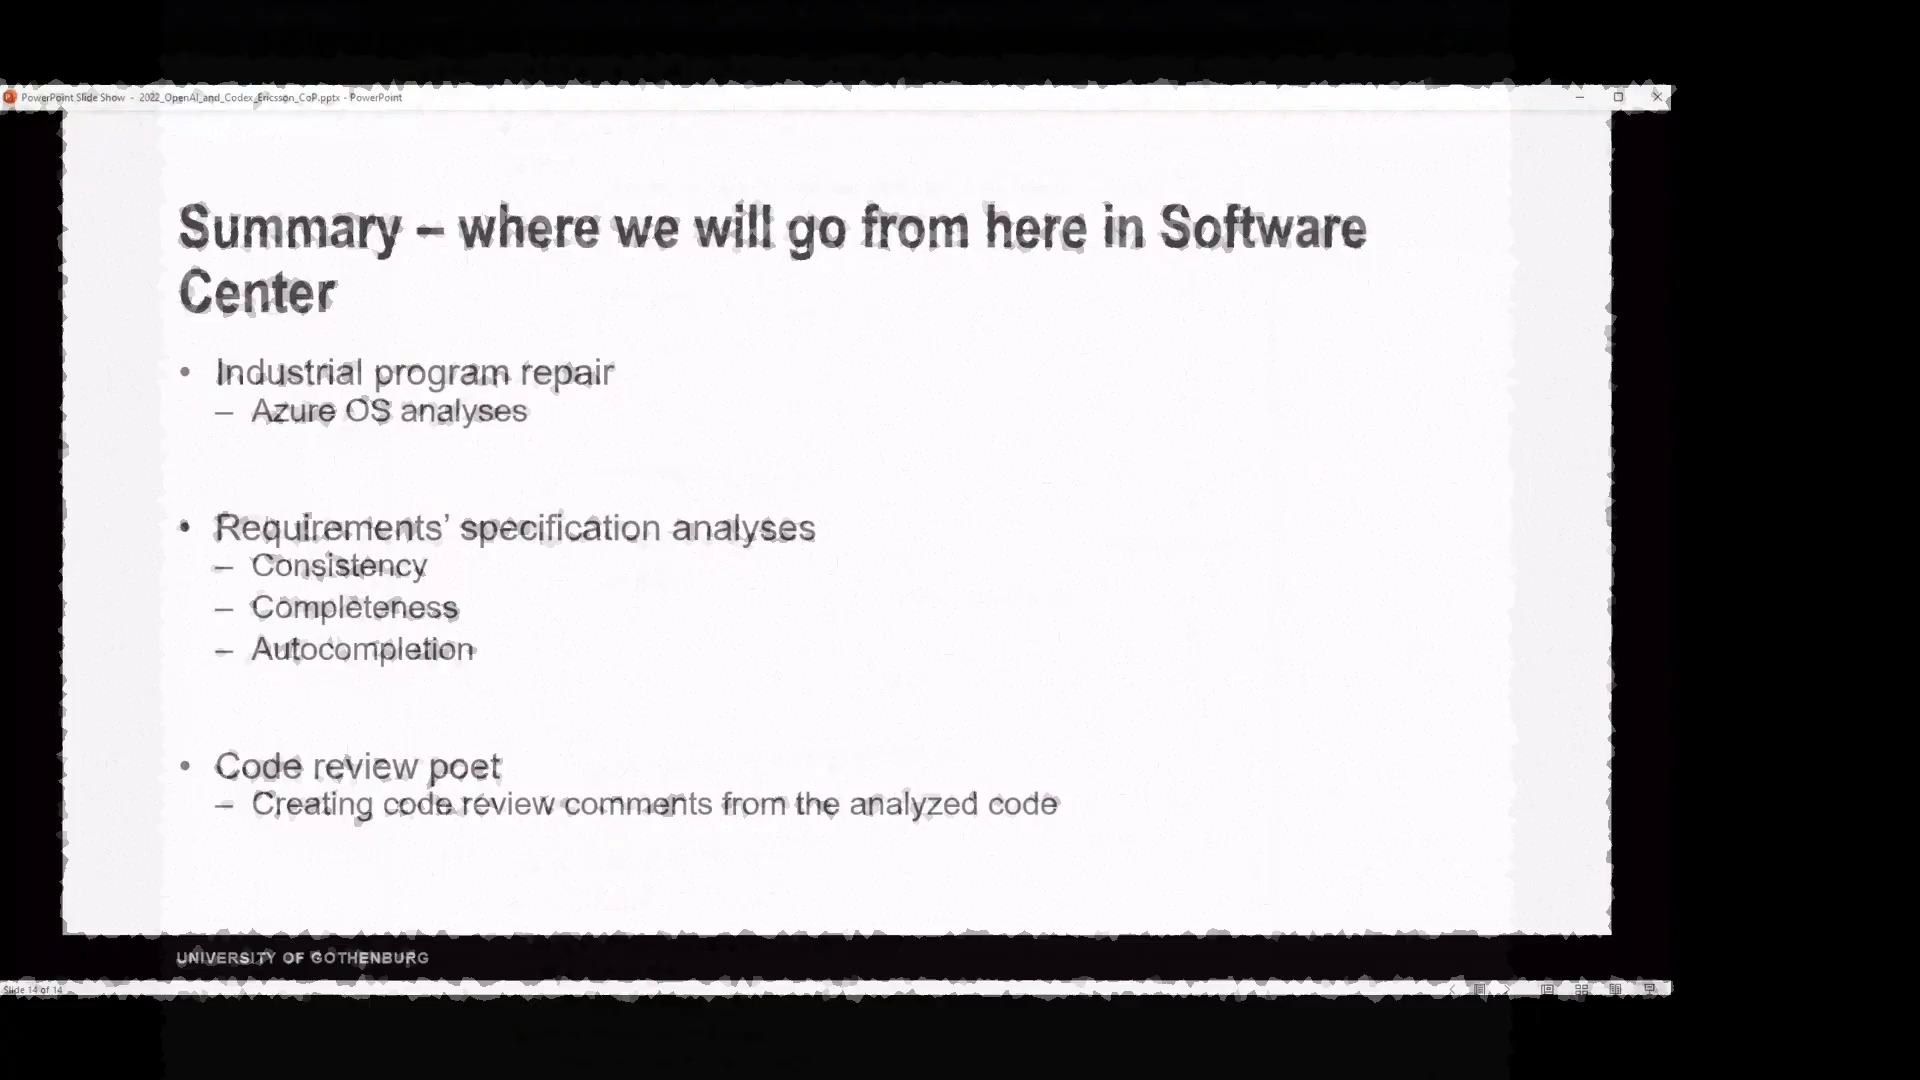 PowerPoint Slide Show - 2022_OpenAI_and_Codex_Ericsson_CoP.pptx - PowerPoint
Summary – where we will go from here in Software
Center
• Industrial program repair
– Azure OS analyses
• Requirements’ specification analyses
– Consistency
– Completeness
– Autocompletion
• Code review poet
– Creating code review comments from the analyzed code
UNIVERSITY OF GOTHENBURG
Slide 14 of 14